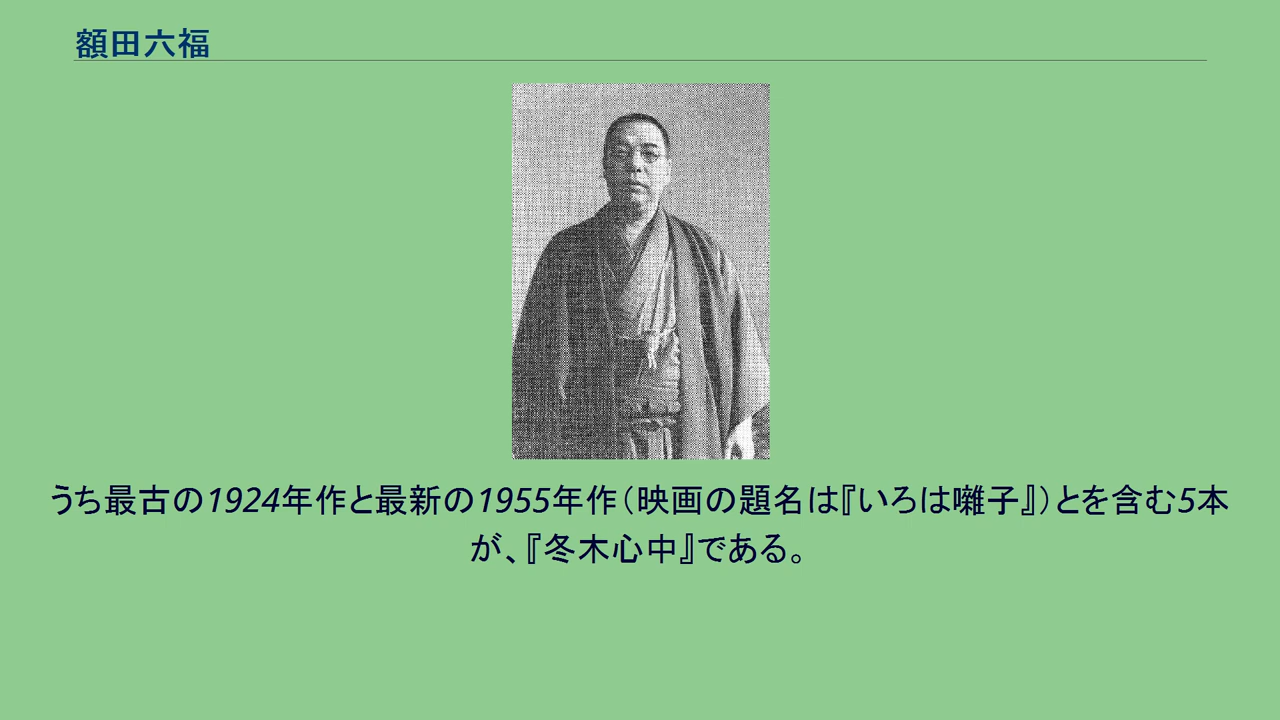 額田六福
うち最古の1924年作と最新の1955年作（映画の題名は『いろは囃子』）とを含む5本
が、『冬木心中』である。